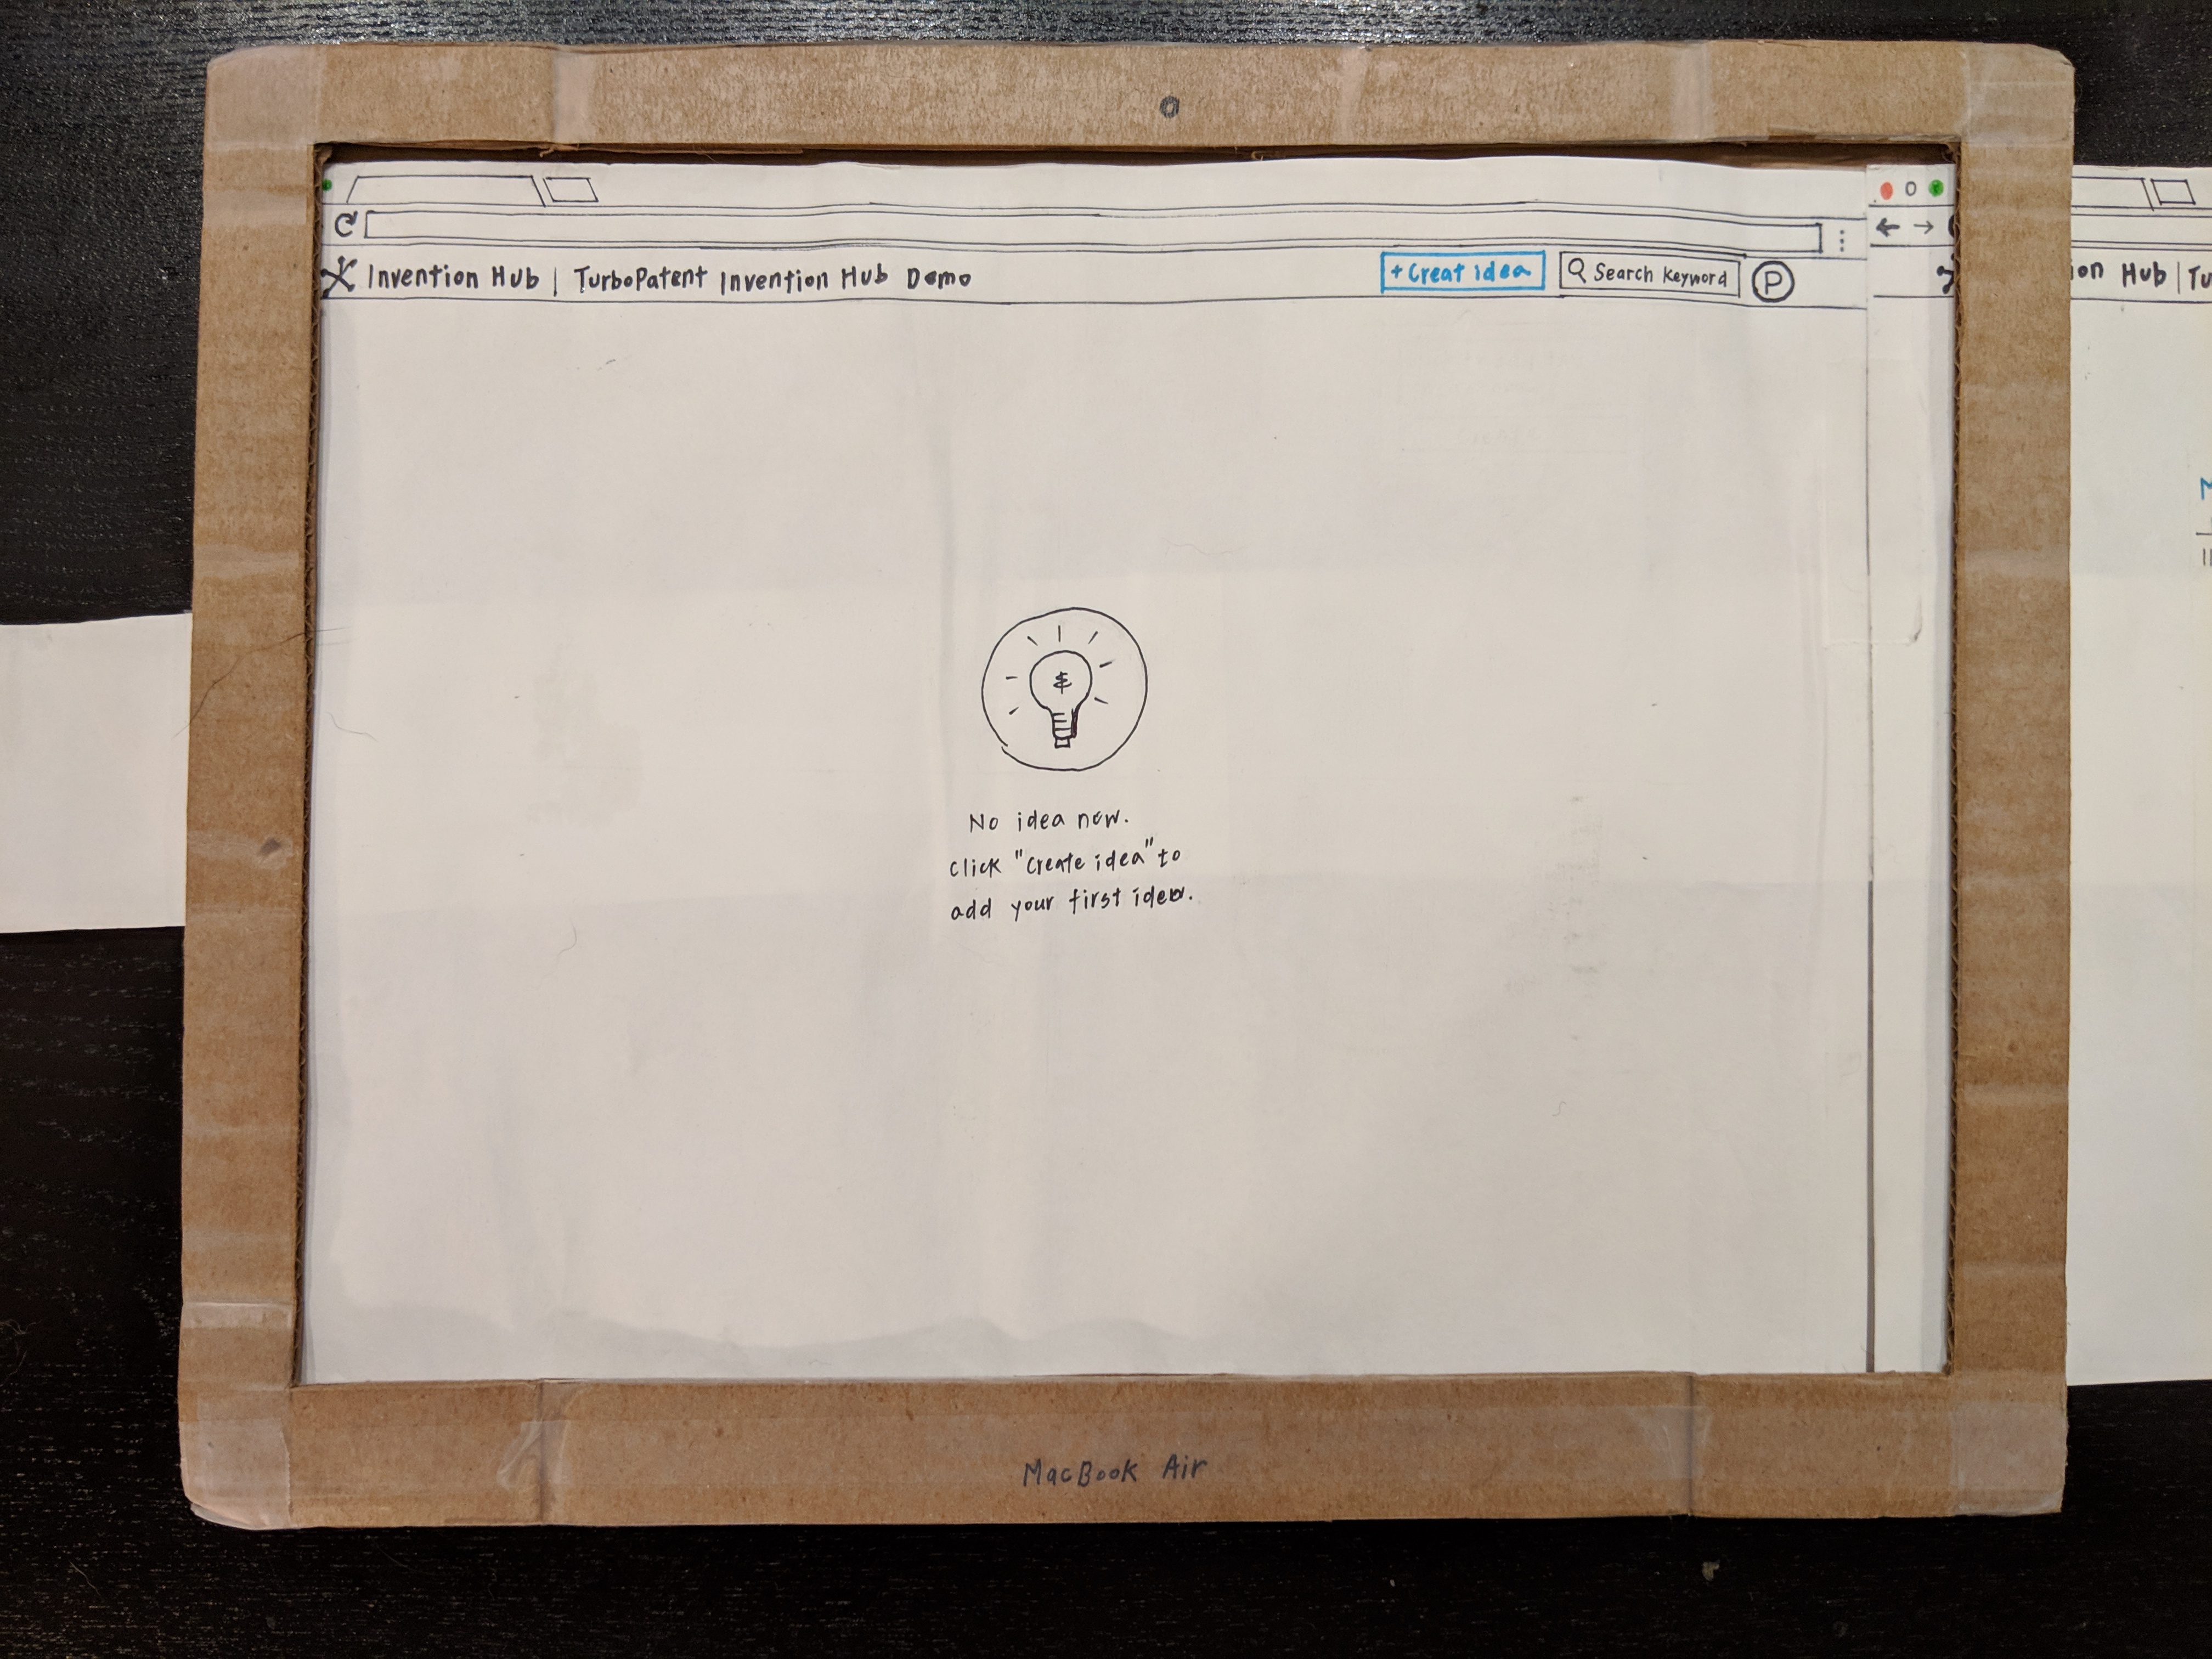 Invention Hub | TurboPatent Invention Hub Demo
+ Creat idea
Search Keyword
P
ion Hub | Tu
No idea now.
click "Create idea" to
add your first idea.
MacBook Air